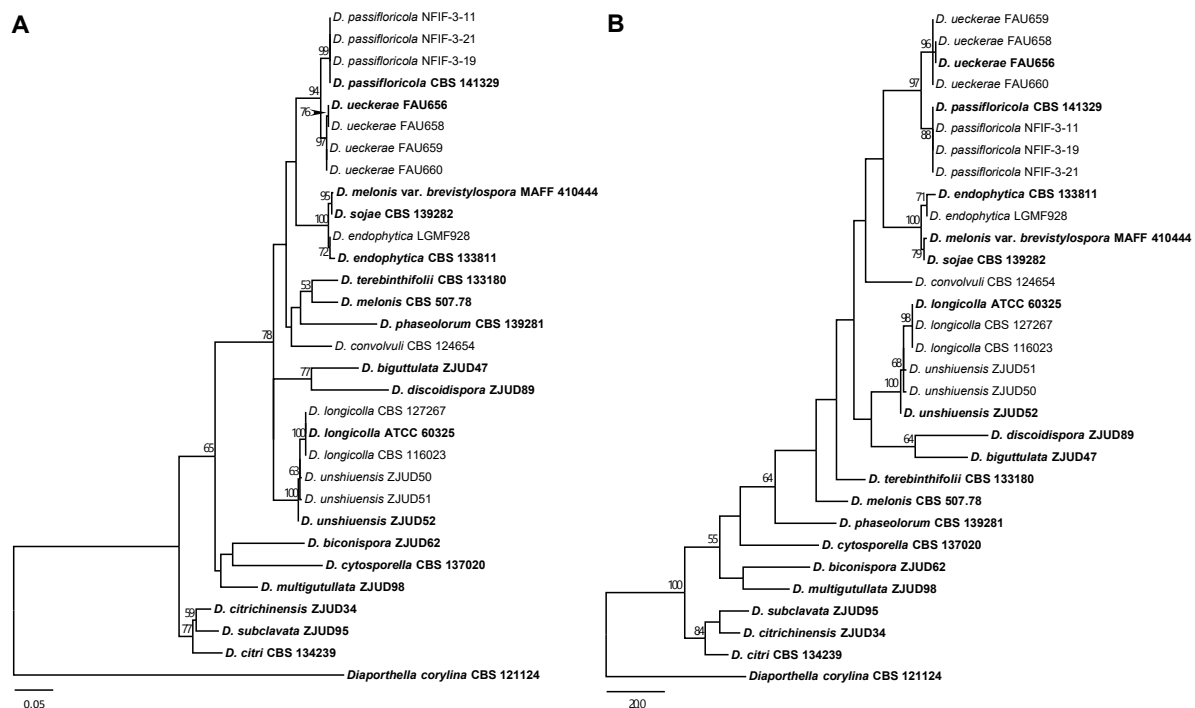 A
D. passifloricola NFIF-3-11
D. passifloricola NFIF-3-21
D. passifloricola NFIF-3-19
99
D. passifloricola CBS 141329
94
D. ueckerae FAU656
76
D. ueckerae FAU658
97
D. ueckerae FAU659
D. ueckerae FAU660
D. melonis var. brevistylospora MAFF 410444
95
D. sojae CBS 139282
100
D. endophytica LGMF928
72
D. endophytica CBS 133811
D. terebinthifolii CBS 133180
53
D. melonis CBS 507.78
D. phaseolorum CBS 139281
78
D. convolvuli CBS 124654
D. biguttulata ZJUD47
77
D. discoidispora ZJUD89
D. longicolla CBS 127267
100
D. longicolla ATCC 60325
D. longicolla CBS 116023
65
63
D. unshiuensis ZJUD50
100
D. unshiuensis ZJUD51
D. unshiuensis ZJUD52
D. biconispora ZJUD62
D. cytosporella CBS 137020
D. multigutullata ZJUD98
D. citrichinensis ZJUD34
59
D. subclavata ZJUD95
77
D. citri CBS 134239
Diaporthella corylina CBS 121124
0.05
B
D. ueckerae FAU659
D. ueckerae FAU658
96
D. ueckerae FAU656
97
D. ueckerae FAU660
D. passifloricola CBS 141329
D. passifloricola NFIF-3-11
88
D. passifloricola NFIF-3-19
D. passifloricola NFIF-3-21
D. endophytica CBS 133811
71
D. endophytica LGMF928
100
D. melonis var. brevistylospora MAFF 410444
79
D. sojae CBS 139282
D. convolvuli CBS 124654
D. longicolla ATCC 60325
98
D. longicolla CBS 127267
D. longicolla CBS 116023
68
D. unshiuensis ZJUD51
100
D. unshiuensis ZJUD50
D. unshiuensis ZJUD52
D. discoidispora ZJUD89
64
D. biguttulata ZJUD47
D. terebinthifolii CBS 133180
64
D. melonis CBS 507.78
D. phaseolorum CBS 139281
D. cytosporella CBS 137020
55
D. biconispora ZJUD62
100
D. multigutullata ZJUD98
D. subclavata ZJUD95
84
D. citrichinensis ZJUD34
D. citri CBS 134239
Diaporthella corylina CBS 121124
20.0